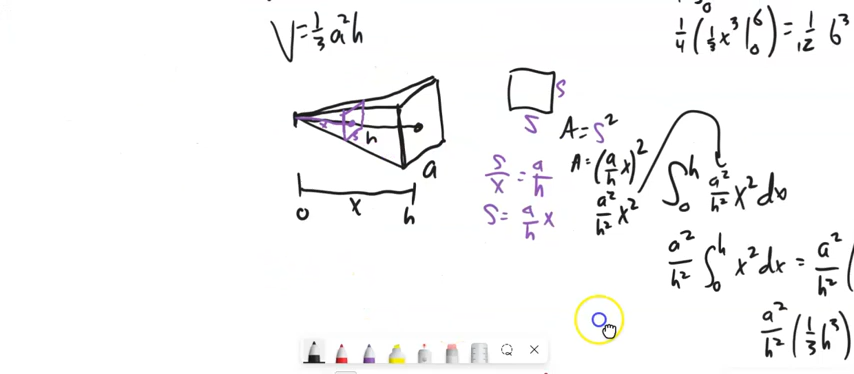 V = 1/3 a²h
0
1/4 (1/3 x³ |₀⁶) = 1/12 6³
x
s
h
a
0 x h
s
s
A = s²
s/x = a/h
s = a/h x
A = (a/h x)²
a²/h² x²
∫₀ʰ a²/h² x² dx
a²/h² ∫₀ʰ x² dx = a²/h² (
a²/h² (1/3 h³)